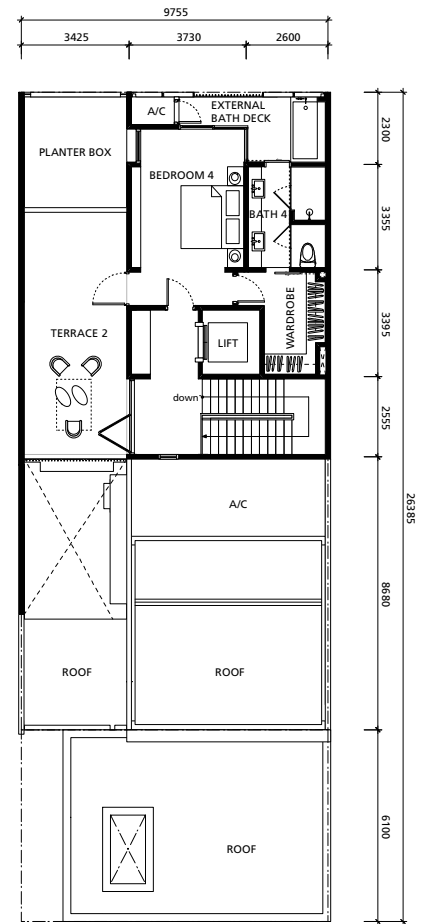 9755
3425
3730
2600
A/C
EXTERNAL
BATH DECK
2300
PLANTER BOX
BEDROOM 4
3355
BATH 4
WARDROBE
3395
TERRACE 2
LIFT
down
2555
26385
A/C
8680
ROOF
ROOF
6100
ROOF